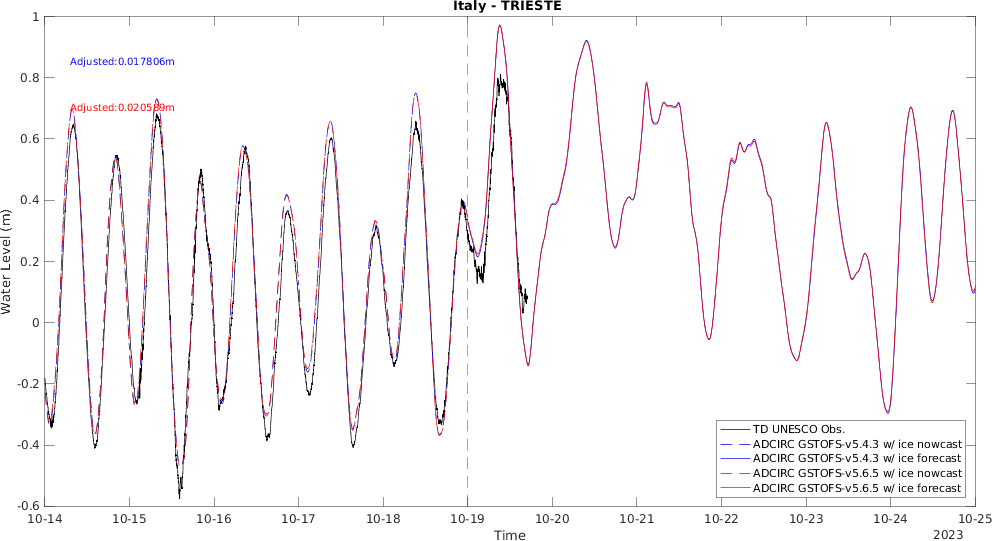 Italy - TRIESTE
Adjusted:0.017806m
Adjusted:0.020589m
Water Level (m)
1
0.8
0.6
0.4
0.2
0
-0.2
-0.4
-0.6
10-14 10-15 10-16 10-17 10-18 10-19 10-20 10-21 10-22 10-23 10-24 10-25
Time
2023
TD UNESCO Obs.
ADCIRC GSTOFS-v5.4.3 w/ ice nowcast
ADCIRC GSTOFS-v5.4.3 w/ ice forecast
ADCIRC GSTOFS-v5.6.5 w/ ice nowcast
ADCIRC GSTOFS-v5.6.5 w/ ice forecast